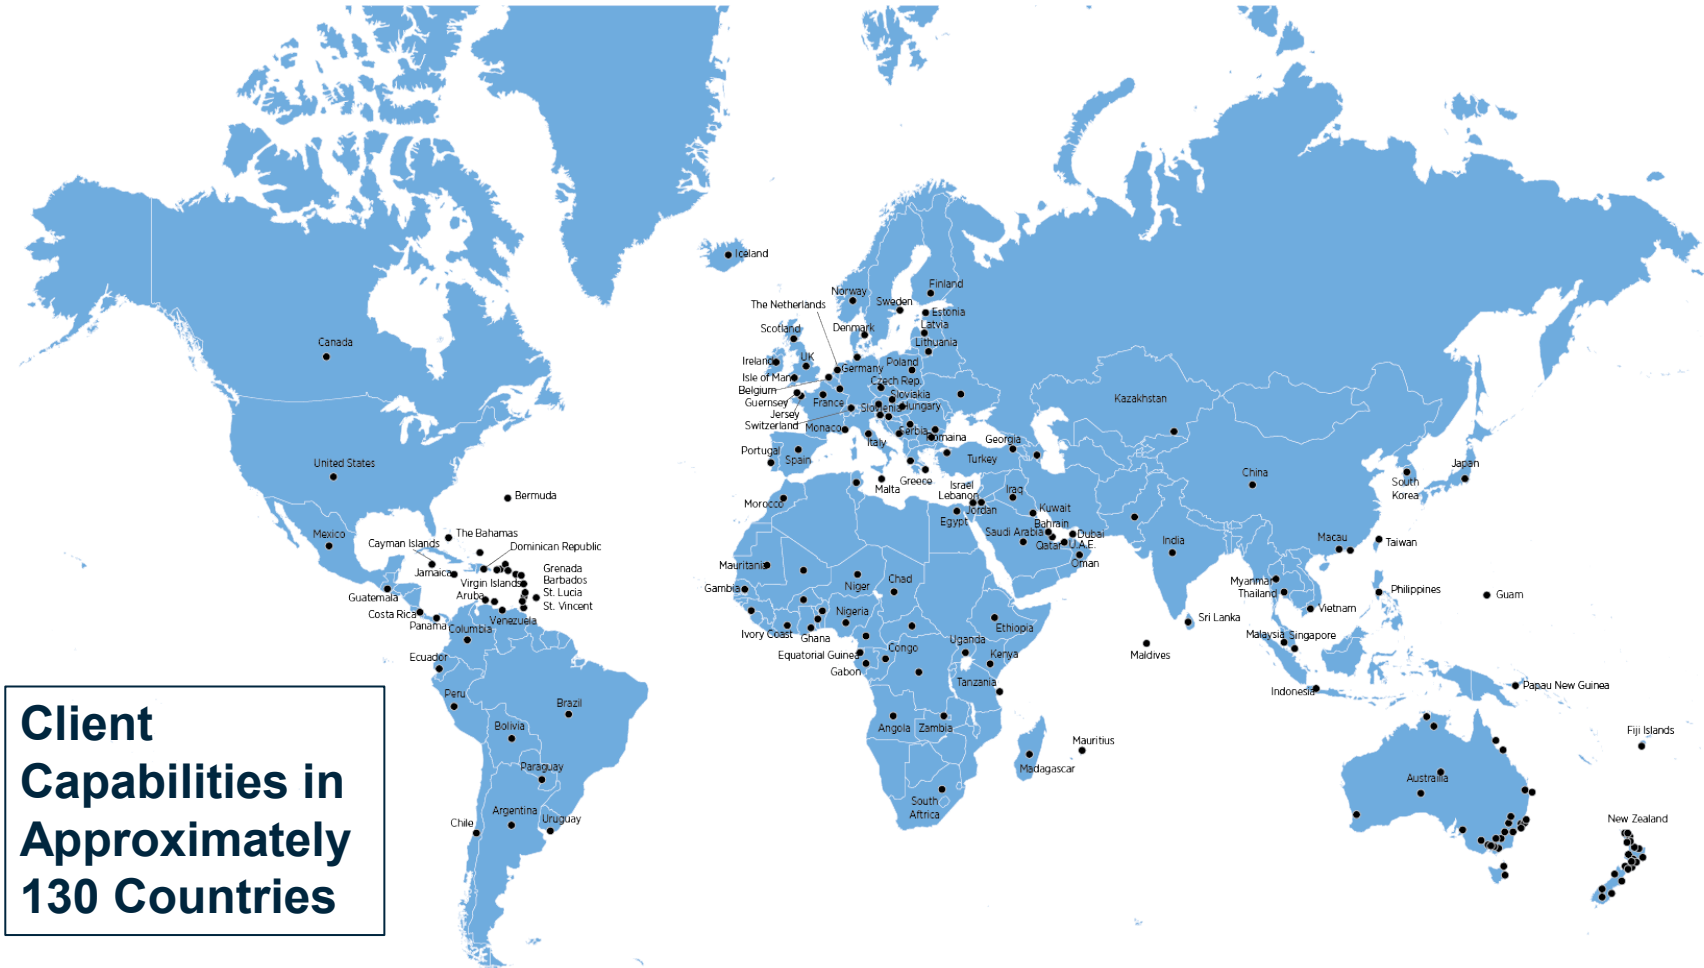 Iceland
Norway
Finland
Sweden
The Netherlands
Estonia
Latvia
Scotland
Denmark
Lithuania
Canada
Ireland
UK
Poland
Germany
Isle of Man
Czech Rep.
Belgium
Sloviakia
Kazakhstan
Guernsey
France
Slovienia
Hungary
Jersey
Switzerland
Monaco
Serbia
Romaina
Italy
Georgia
Portugal
Spain
Turkey
United States
China
Japan
South
Korea
Greece
Malta
Israel
Iraq
Bermuda
Lebanon
Morocco
Jordan
Kuwait
Egypt
Bahrain
Mexico
The Bahamas
Saudi Arabia
Dubai
Cayman Islands
Dominican Republic
Qatar
U.A.E.
India
Macau
Taiwan
Oman
Jamaica
Grenada
Mauritania
Virgin Islands
Barbados
Niger
Chad
Myanmar
Guatemala
Aruba
St. Lucia
Gambia
Thailand
Philippines
Guam
St. Vincent
Costa Rica
Venezuela
Nigeria
Vietnam
Panama
Columbia
Sri Lanka
Ivory Coast
Ghana
Ethiopia
Uganda
Malaysia
Singapore
Ecuador
Equatorial Guinea
Congo
Kenya
Maldives
Gabon
Tanzania
Indonesia
Papau New Guinea
Peru
Brazil
Bolivia
Angola
Zambia
Mauritius
Fiji Islands
Paraguay
Madagascar
Australia
South
Aftrica
Argentina
Chile
Uruguay
New Zealand
Client
Capabilities in
Approximately
130 Countries